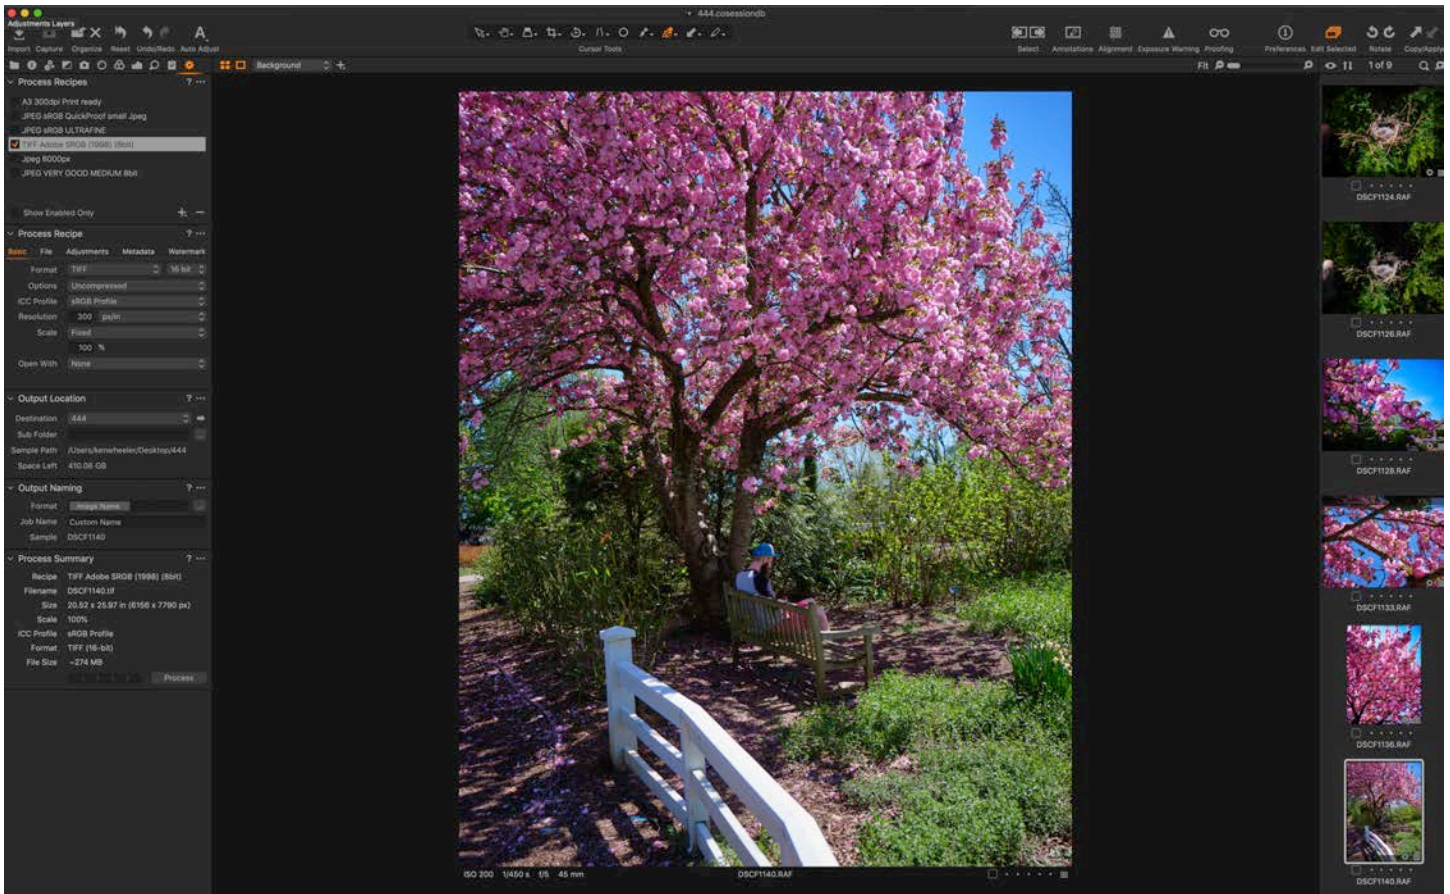 444.cosessiondb
Adjustments Layers
Import Capture Organize Reset Undo/Redo Auto Adjust
Cursor Tools
Select Annotations Alignment Exposure Warning Proofing Preferences Edit Selected Rotate Copy/Apply
Background
Fit
1 of 9
Process Recipes ? ...
A3 300dpi Print ready
JPEG sRGB QuickProof small Jpeg
JPEG sRGB ULTRAFINE
TIFF Adobe SRGB (1998) (8bit)
Jpeg 6000px
JPEG VERY GOOD MEDIUM 8bit
Show Enabled Only
Process Recipe ? ...
Basic File Adjustments Metadata Watermark
Format TIFF 16 bit
Options Uncompressed
ICC Profile sRGB Profile
Resolution 300 px/in
Scale Fixed
100 %
Open With None
Output Location ? ...
Destination 444
Sub Folder
Sample Path /Users/kenwheeler/Desktop/444
Space Left 410.06 GB
Output Naming ? ...
Format Image Name
Job Name Custom Name
Sample DSCF1140
Process Summary ? ...
Recipe TIFF Adobe SRGB (1998) (8bit)
Filename DSCF1140.tif
Size 20.52 x 25.97 in (6156 x 7790 px)
Scale 100%
ICC Profile sRGB Profile
Format TIFF (16-bit)
File Size ~274 MB
Process
ISO 200 1/450 s f/5 45 mm
DSCF1140.RAF
DSCF1124.RAF
DSCF1126.RAF
DSCF1128.RAF
DSCF1133.RAF
DSCF1136.RAF
DSCF1140.RAF